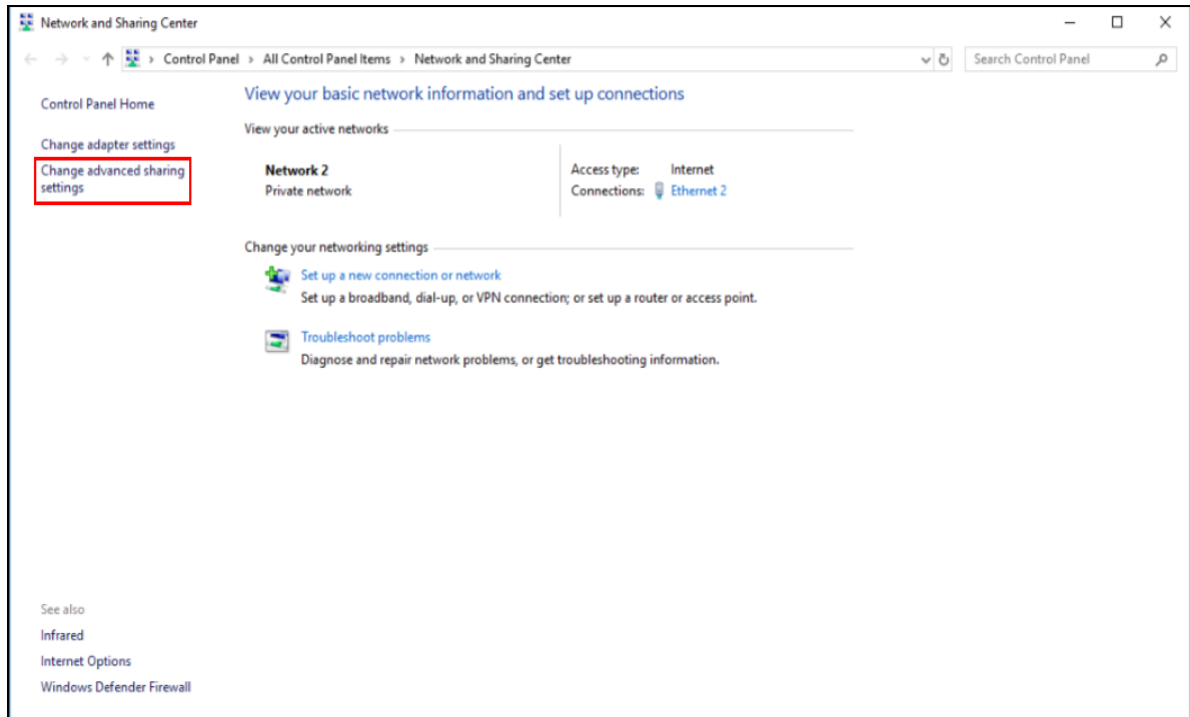 Network and Sharing Center
Control Panel > All Control Panel Items > Network and Sharing Center
Search Control Panel
Control Panel Home
Change adapter settings
Change advanced sharing
settings
View your basic network information and set up connections
View your active networks
Network 2
Private network
Access type: Internet
Connections: Ethernet 2
Change your networking settings
Set up a new connection or network
Set up a broadband, dial-up, or VPN connection; or set up a router or access point.
Troubleshoot problems
Diagnose and repair network problems, or get troubleshooting information.
See also
Infrared
Internet Options
Windows Defender Firewall